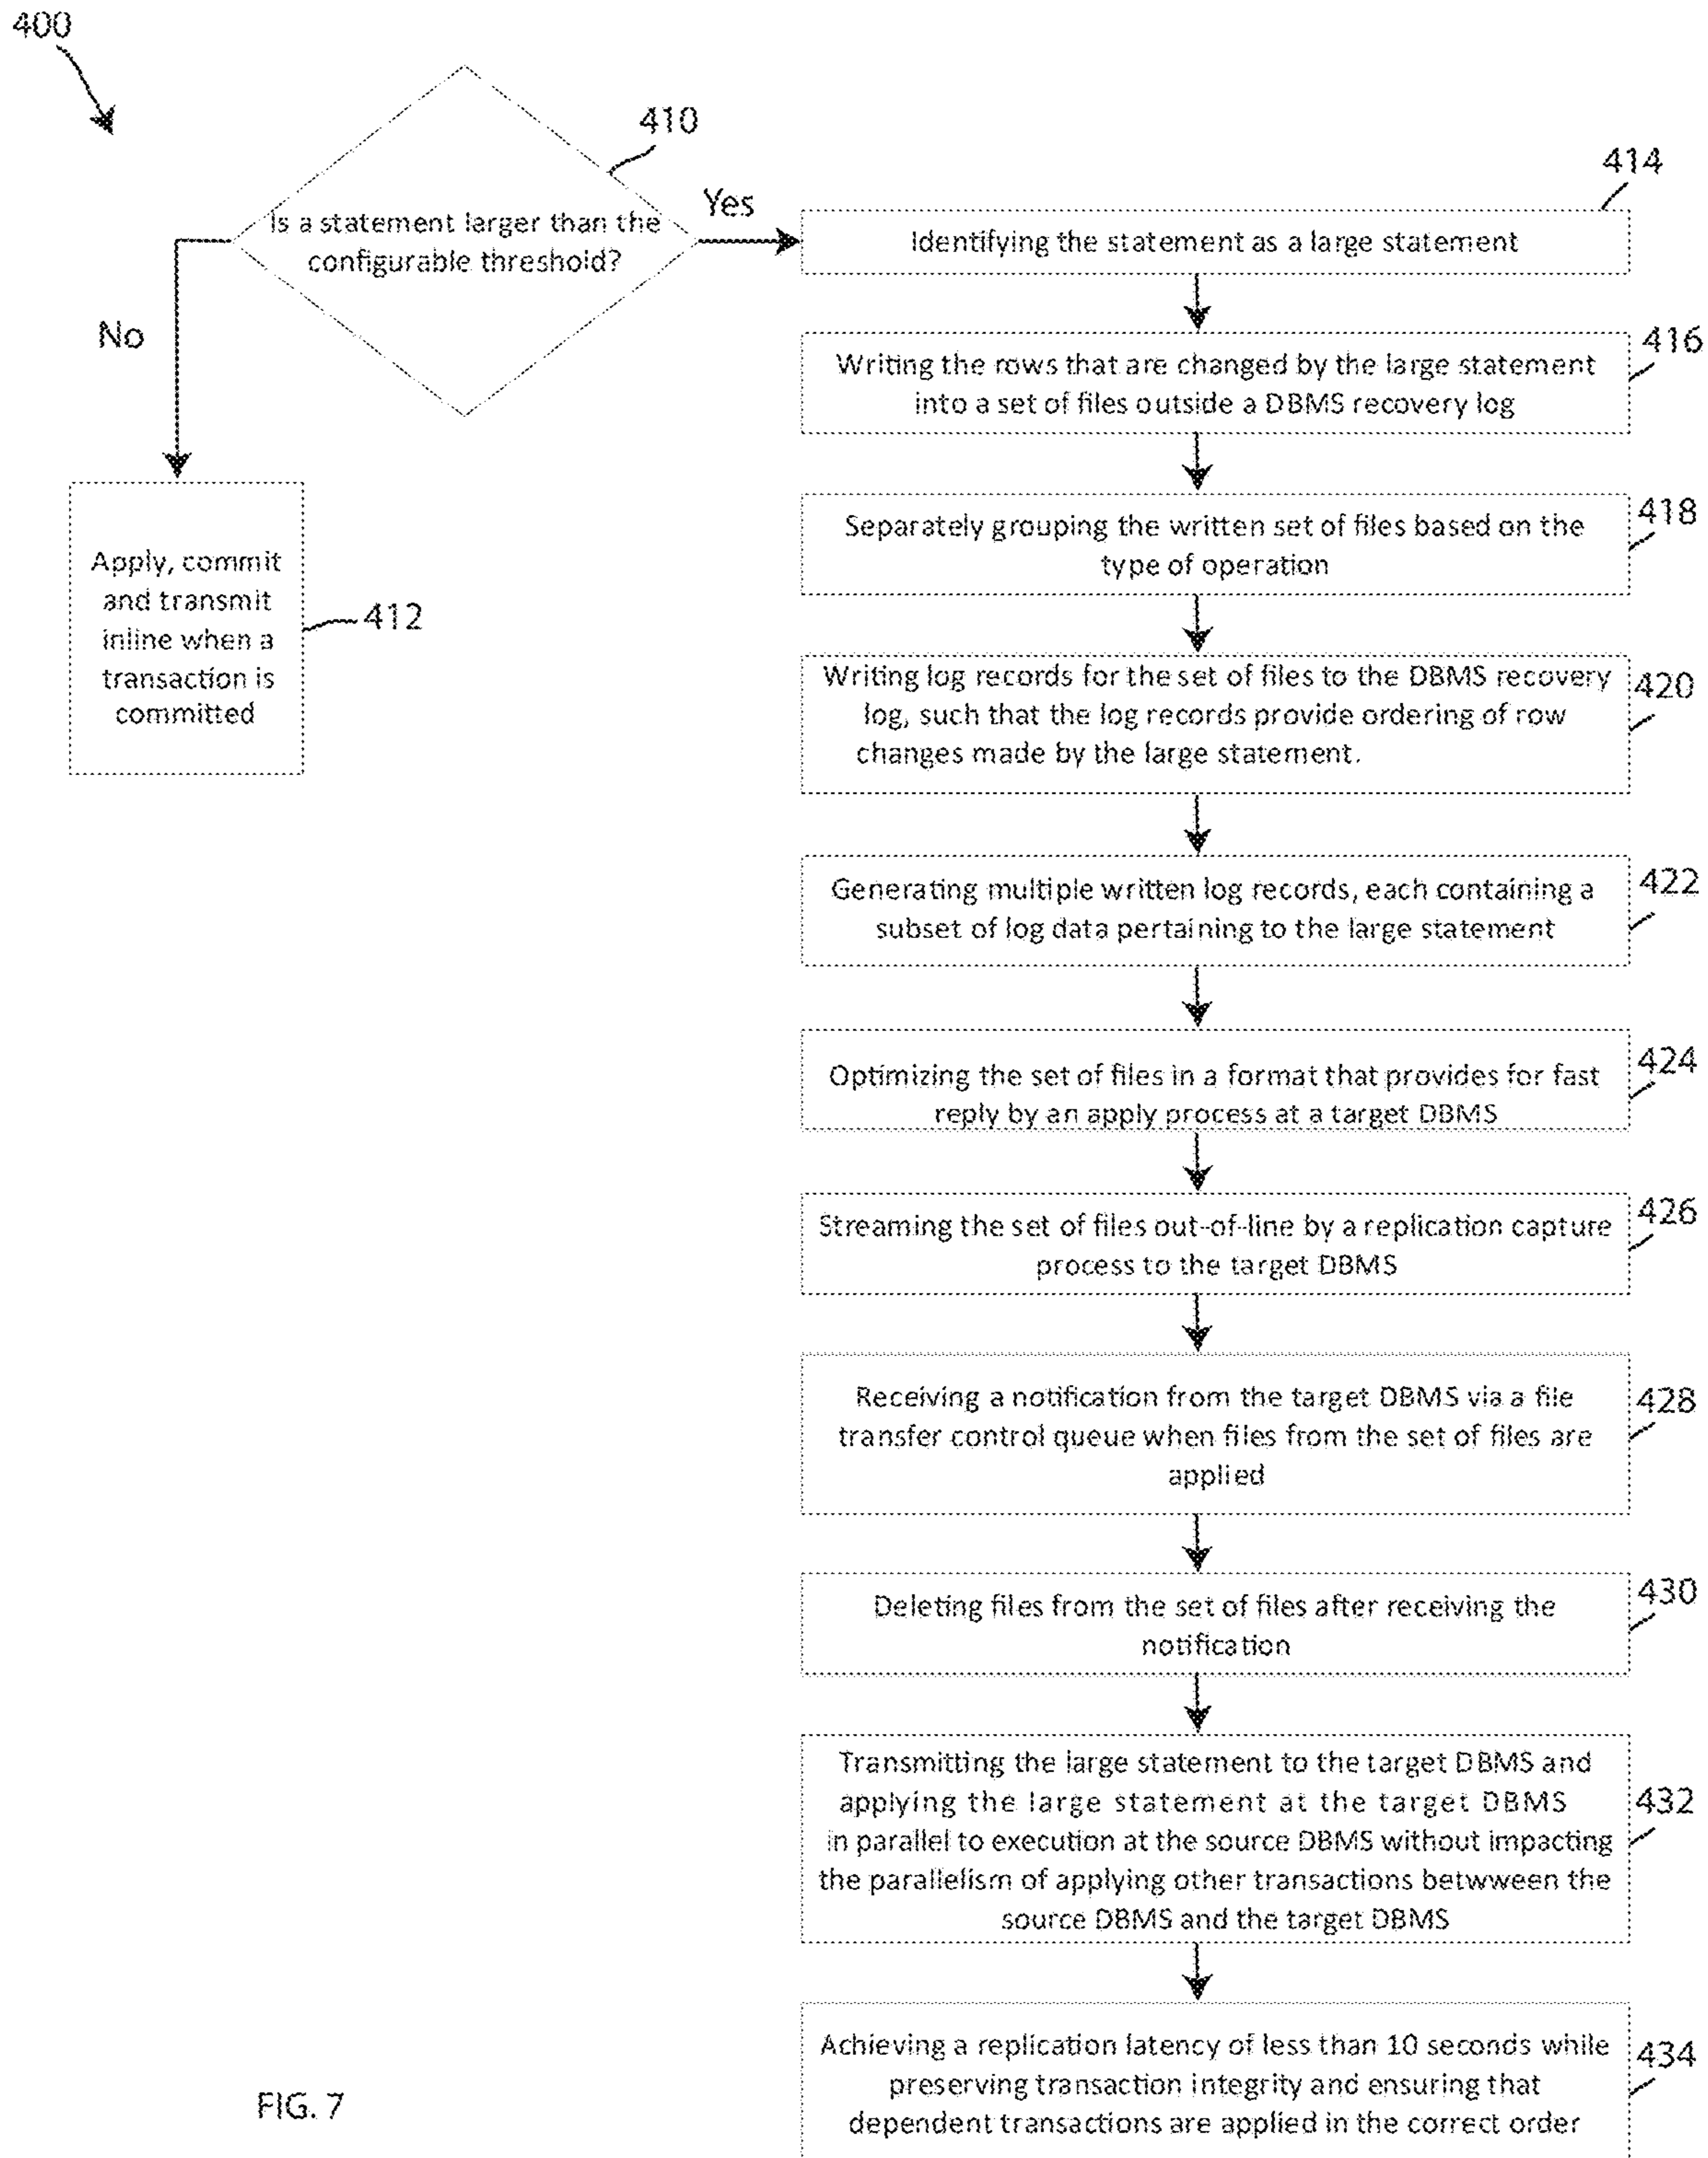 400
410
Is a statement larger than the
configurable threshold?
Yes
No
Apply, commit
and transmit
inline when a
transaction is
committed
412
414
Identifying the statement as a large statement
416
Writing the rows that are changed by the large statement
into a set of files outside a DBMS recovery log
418
Separately grouping the written set of files based on the
type of operation
420
Writing log records for the set of files to the DBMS recovery
log, such that the log records provide ordering of row
changes made by the large statement.
422
Generating multiple written log records, each containing a
subset of log data pertaining to the large statement
424
Optimizing the set of files in a format that provides for fast
reply by an apply process at a target DBMS
426
Streaming the set of files out-of-line by a replication capture
process to the target DBMS
428
Receiving a notification from the target DBMS via a file
transfer control queue when files from the set of files are
applied
430
Deleting files from the set of files after receiving the
notification
432
Transmitting the large statement to the target DBMS and
applying the large statement at the target DBMS
in parallel to execution at the source DBMS without impacting
the parallelism of applying other transactions betwween the
source DBMS and the target DBMS
434
Achieving a replication latency of less than 10 seconds while
preserving transaction integrity and ensuring that
dependent transactions are applied in the correct order
FIG. 7